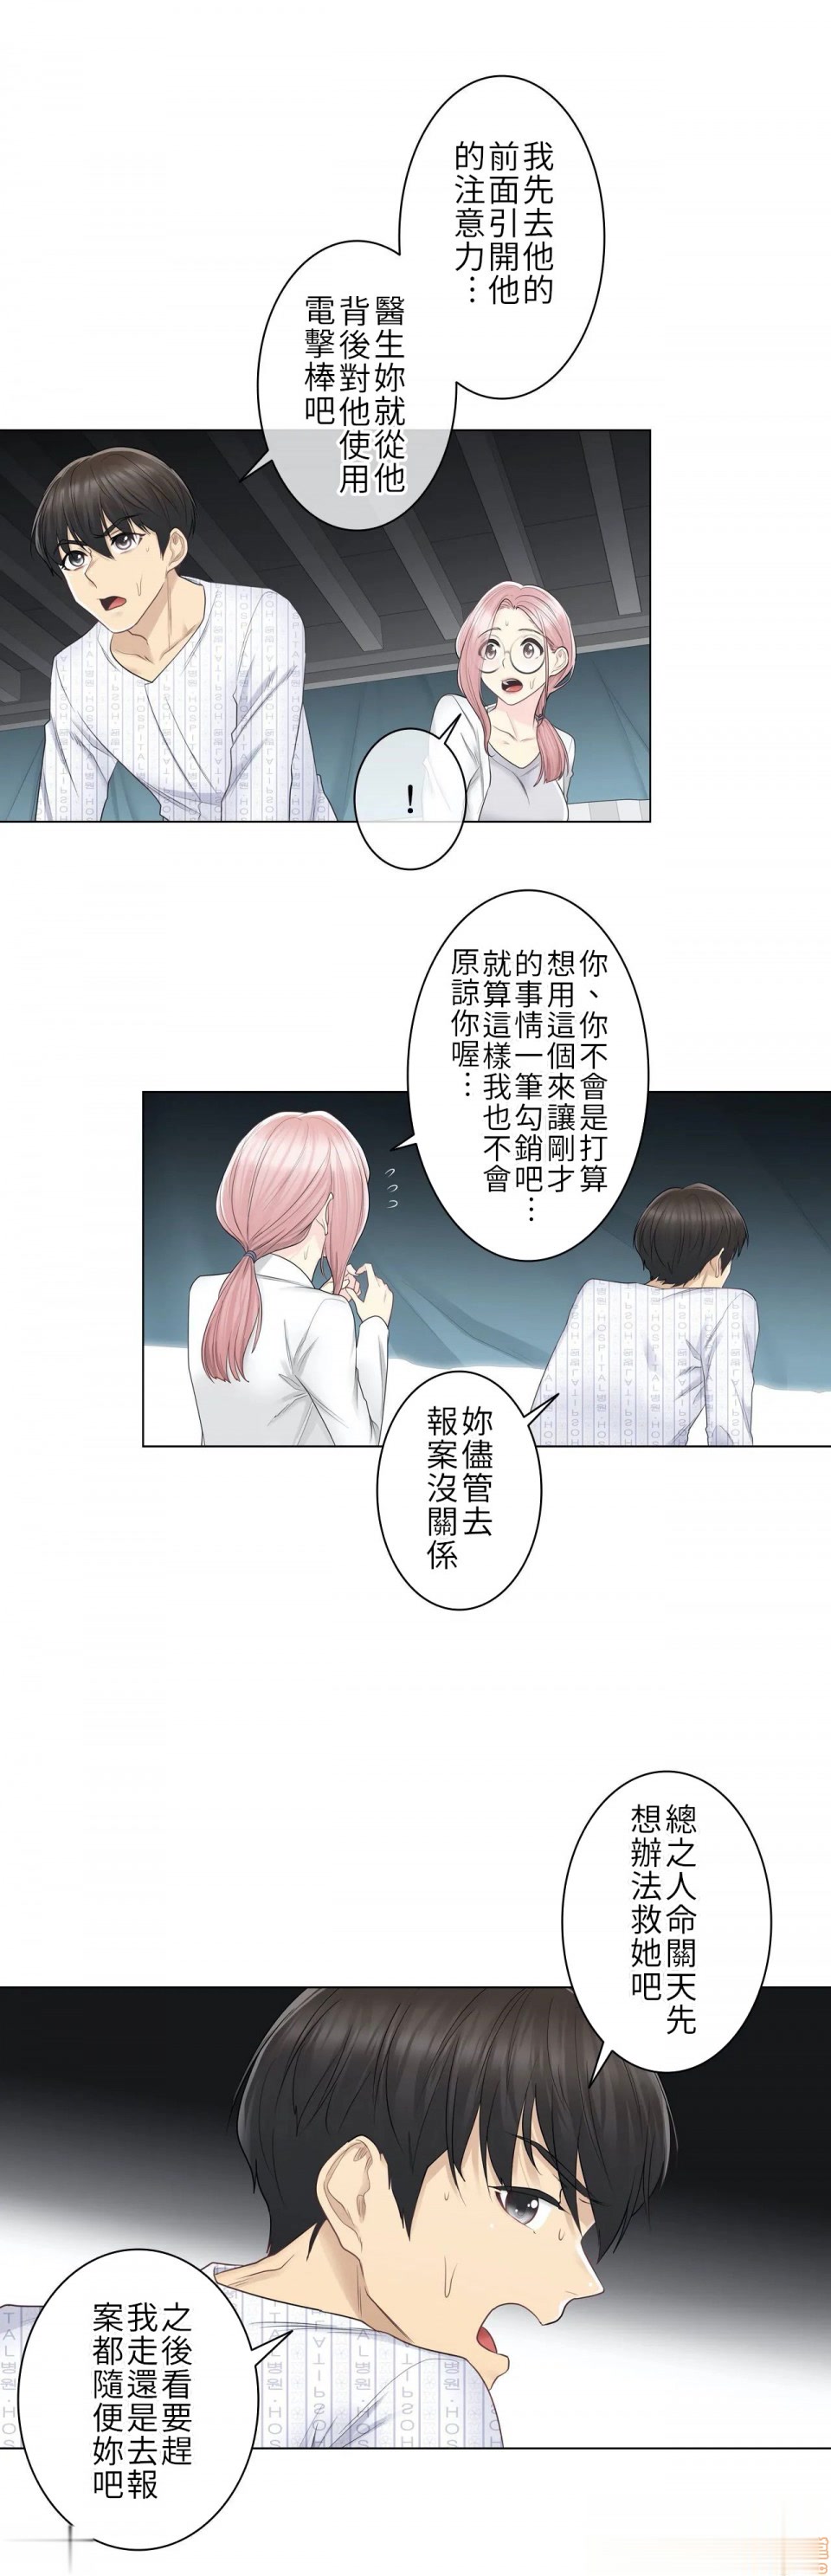 我先去他的
前面引開他
的注意力…
醫生妳就從他
背後對他使用
電擊棒吧
！
你、你不會是打算
想用這個來讓剛才
的事情一筆勾銷吧…
就算這樣我也不會
原諒你喔…
妳儘管去
報案沒關係
總之人命關天先
想辦法救她吧
之後看要趕
我走還是去報
案都隨便妳吧